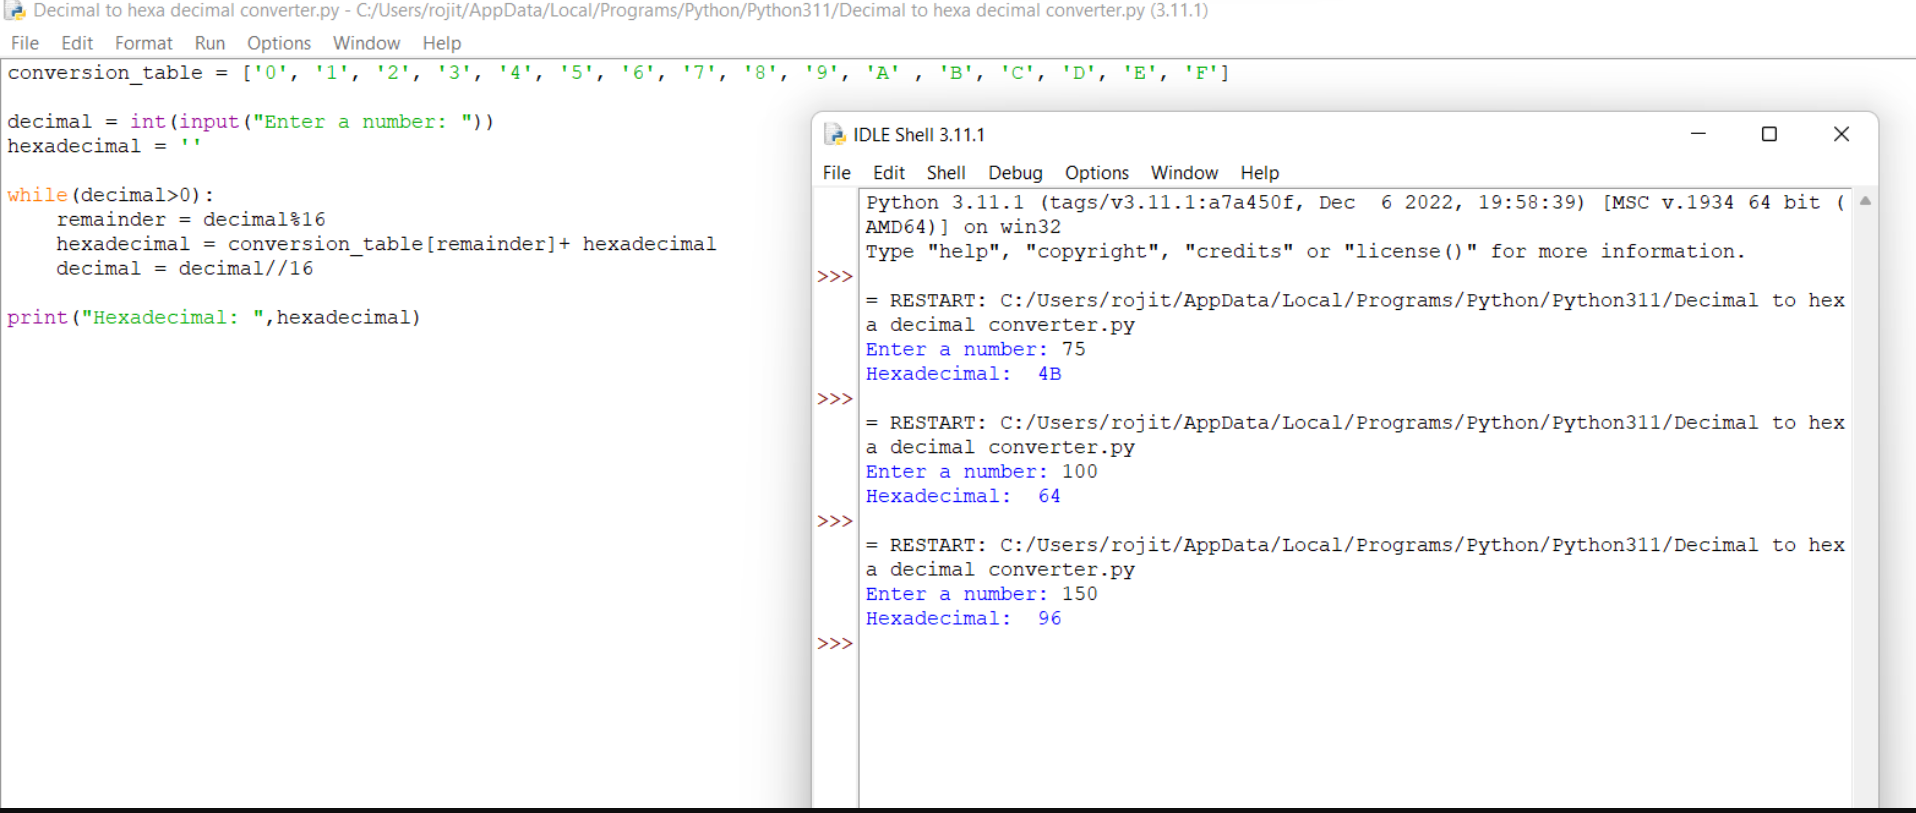 Decimal to hexa decimal converter.py - C:/Users/rojit/AppData/Local/Programs/Python/Python311/Decimal to hexa decimal converter.py (3.11.1)
File Edit Format Run Options Window Help
conversion_table = ['0', '1', '2', '3', '4', '5', '6', '7', '8', '9', 'A' , 'B', 'C', 'D', 'E', 'F']
decimal = int(input("Enter a number: "))
hexadecimal = ''
while(decimal>0):
    remainder = decimal%16
    hexadecimal = conversion_table[remainder]+ hexadecimal
    decimal = decimal//16
print("Hexadecimal: ",hexadecimal)
IDLE Shell 3.11.1
File Edit Shell Debug Options Window Help
Python 3.11.1 (tags/v3.11.1:a7a450f, Dec  6 2022, 19:58:39) [MSC v.1934 64 bit (
AMD64)] on win32
Type "help", "copyright", "credits" or "license()" for more information.
>>>
= RESTART: C:/Users/rojit/AppData/Local/Programs/Python/Python311/Decimal to hex
a decimal converter.py
Enter a number: 75
Hexadecimal:  4B
>>>
= RESTART: C:/Users/rojit/AppData/Local/Programs/Python/Python311/Decimal to hex
a decimal converter.py
Enter a number: 100
Hexadecimal:  64
>>>
= RESTART: C:/Users/rojit/AppData/Local/Programs/Python/Python311/Decimal to hex
a decimal converter.py
Enter a number: 150
Hexadecimal:  96
>>>